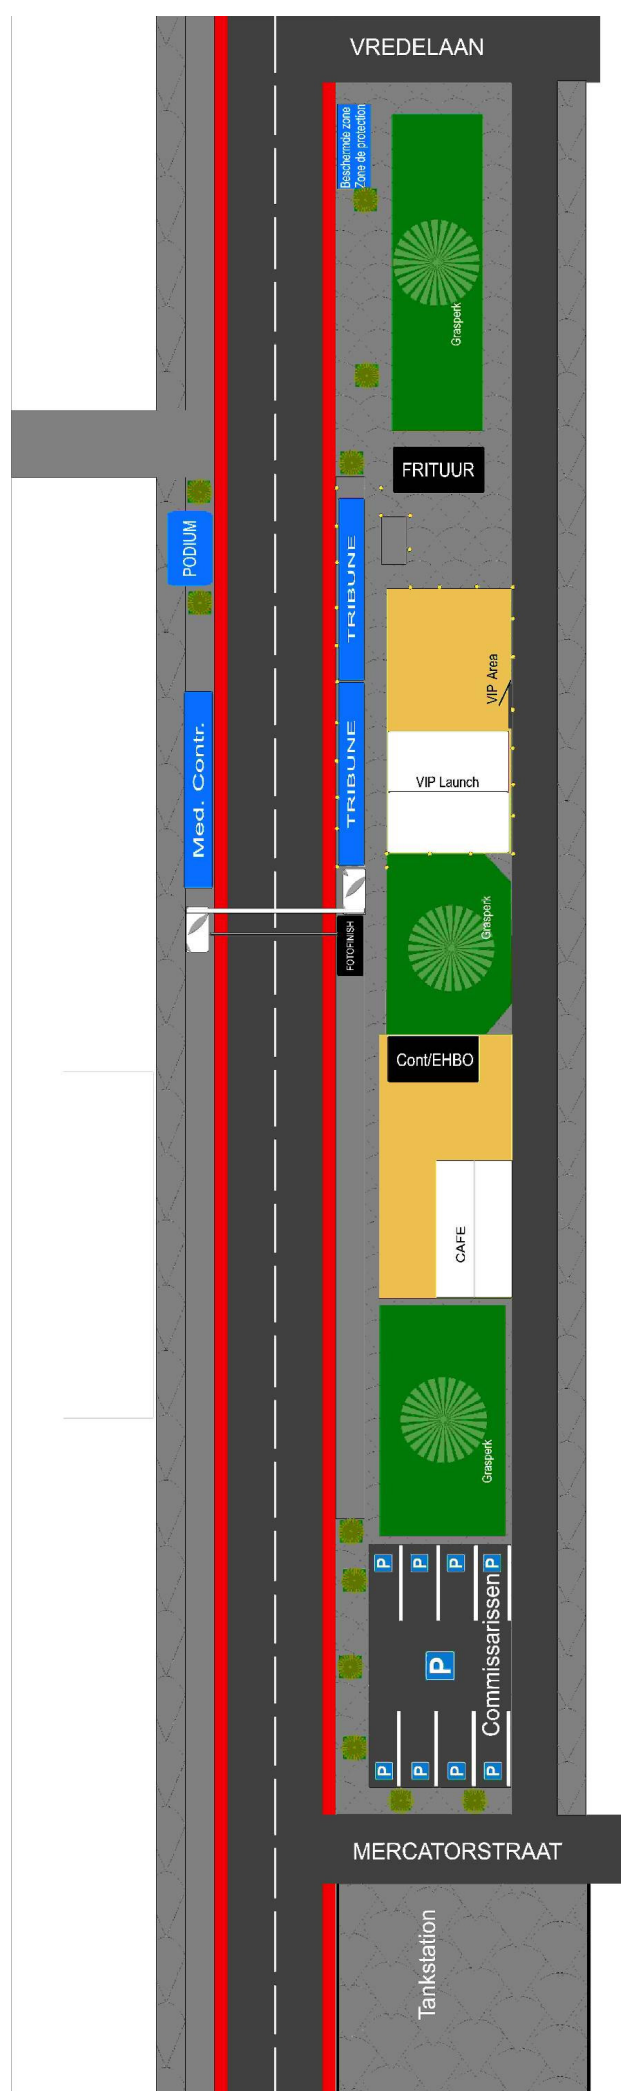 VREDELAAN
Beschermde zone
Zone de protection
Grasperk
FRITUUR
PODIUM
TRIBUNE
VIP Area
Med. Contr.
TRIBUNE
VIP Launch
Grasperk
FOTOFINISH
Cont/EHBO
CAFE
Grasperk
P
P
P
P
Commissarissen
P
P
P
P
P
MERCATORSTRAAT
Tankstation